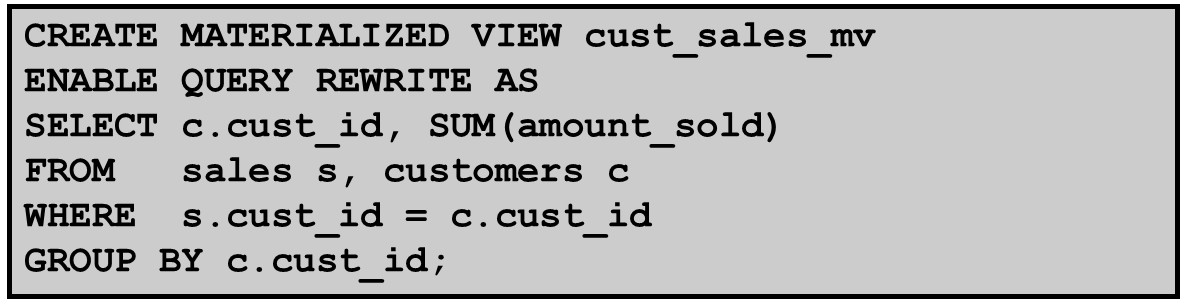 CREATE MATERIALIZED VIEW cust_sales_mv
ENABLE QUERY REWRITE AS
SELECT c.cust_id, SUM(amount_sold)
FROM   sales s, customers c
WHERE  s.cust_id = c.cust_id
GROUP BY c.cust_id;